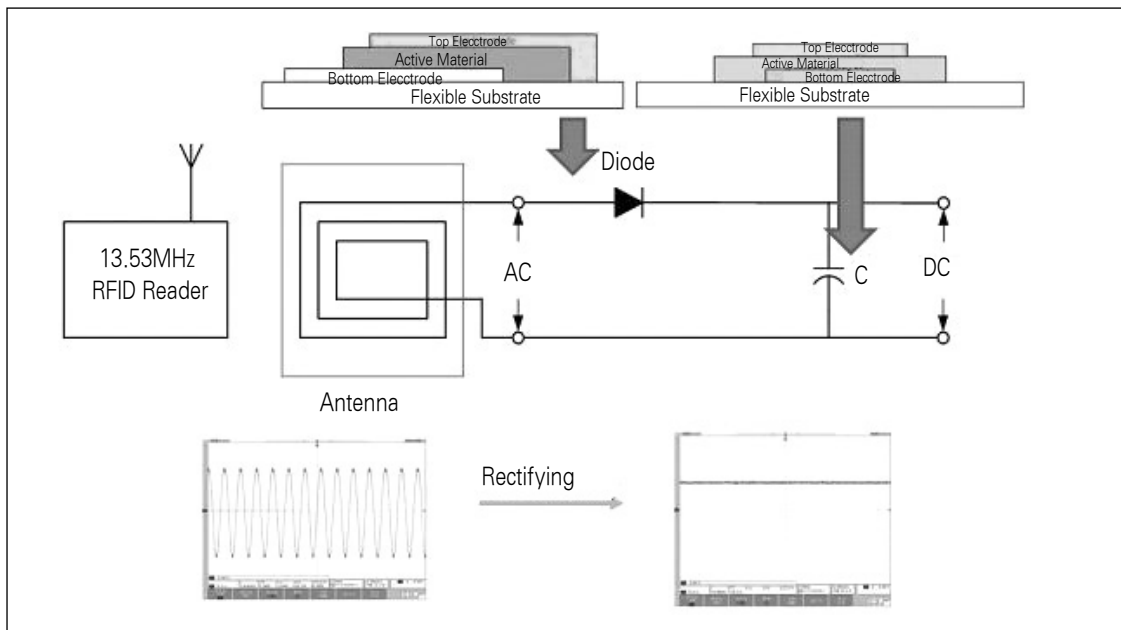 Top Elecctrode
Active Material
Bottom Elecctrode
Flexible Substrate
Top Elecctrode
Active Material
Bottom Elecctrode
Flexible Substrate
Diode
13.53MHz
RFID Reader
AC
C
DC
Antenna
Rectifying